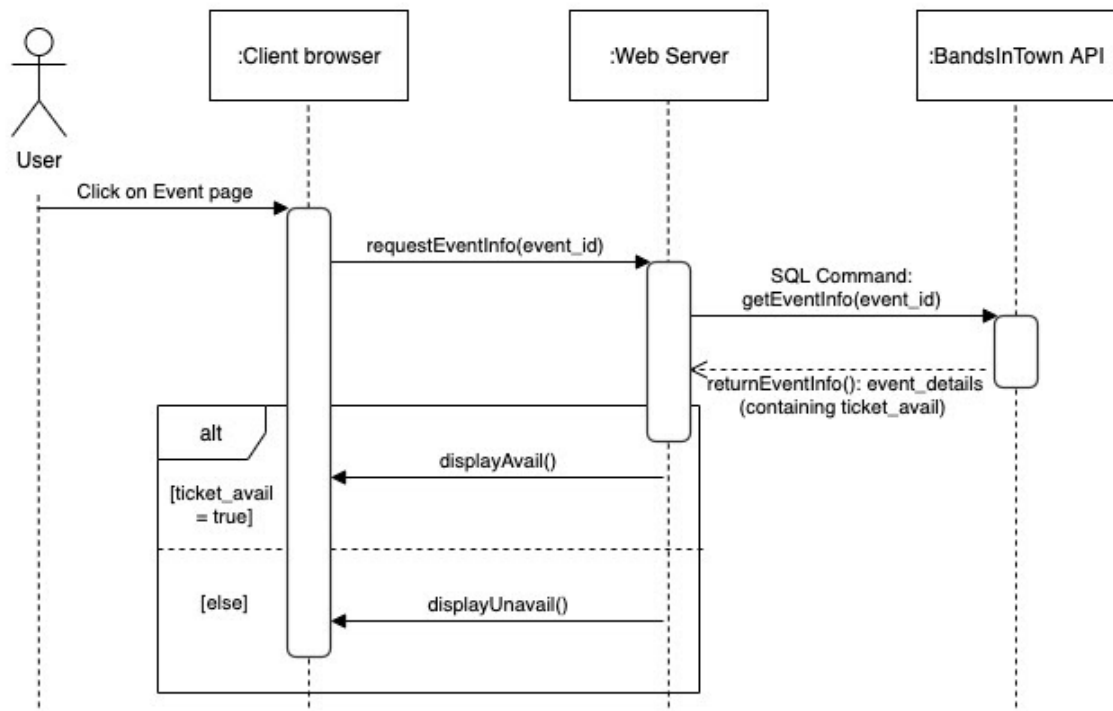 :Client browser
:Web Server
:BandsInTown API
User
Click on Event page
requestEventInfo(event_id)
SQL Command:
getEventInfo(event_id)
returnEventInfo(): event_details
(containing ticket_avail)
alt
displayAvail()
[ticket_avail
= true]
[else]
displayUnavail()